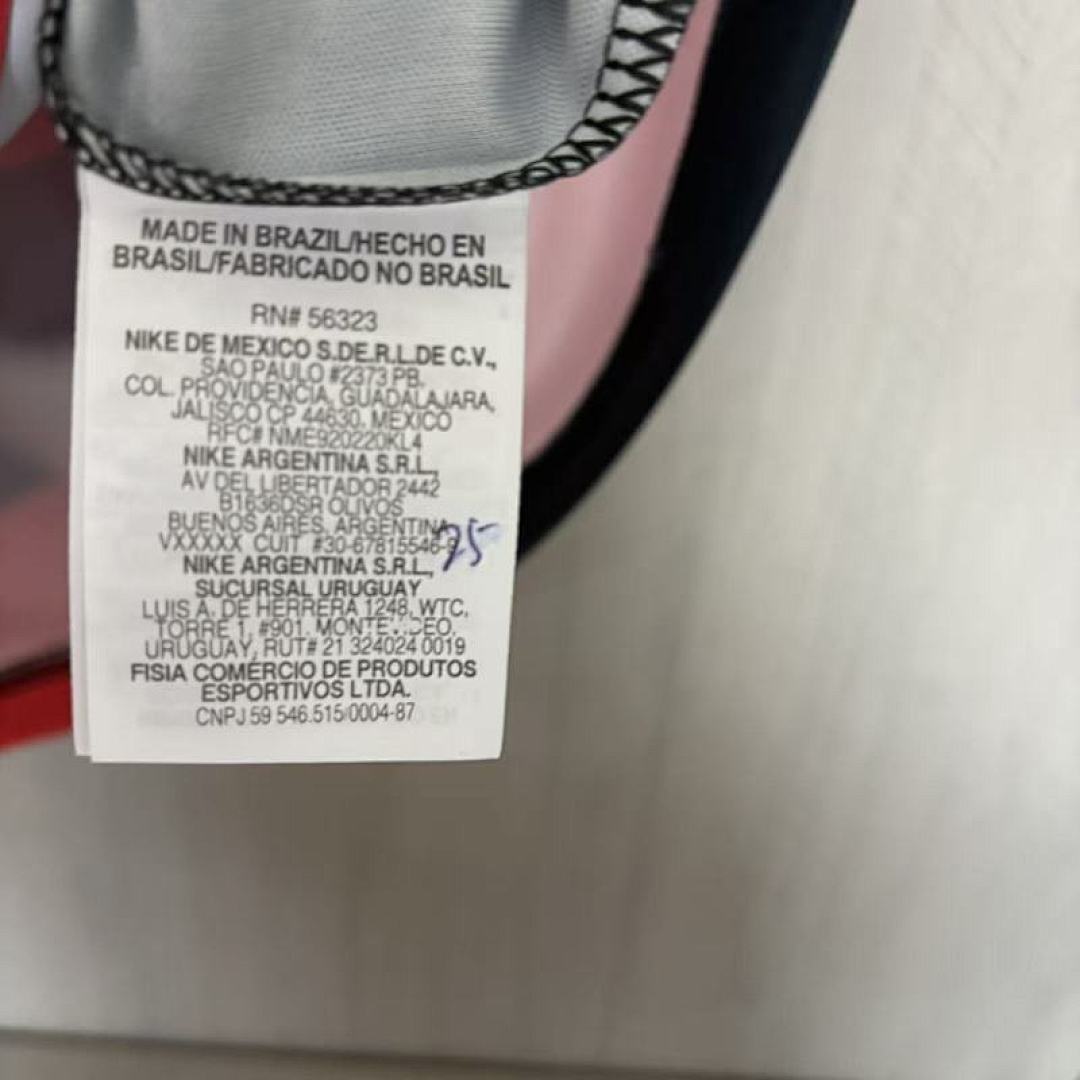 MADE IN BRAZIL/HECHO EN
BRASIL/FABRICADO NO BRASIL
RN# 56323
NIKE DE MEXICO S.DE.R.L.DE C.V.,
SAO PAULO #2373 PB.
COL. PROVIDENCIA, GUADALAJARA,
JALISCO CP 44630. MEXICO
RFC# NME920220KL4
NIKE ARGENTINA S.R.L,
AV DEL LIBERTADOR 2442
B1636DSR OLIVOS
BUENOS AIRES, ARGENTINA
VXXXXX CUIT
75
NIKE ARGENTINA S.R.L.,
SUCURSAL URUGUAY
LUIS A. DE HERRERA 1248, WTC,
TORRE 1, #901,
URUGUAY, RUT# 21 324024 0019
FISIA COMÉRCIO DE PRODUTOS
ESPORTIVOS LTDA.
CNPJ 59 546.515/0004-87